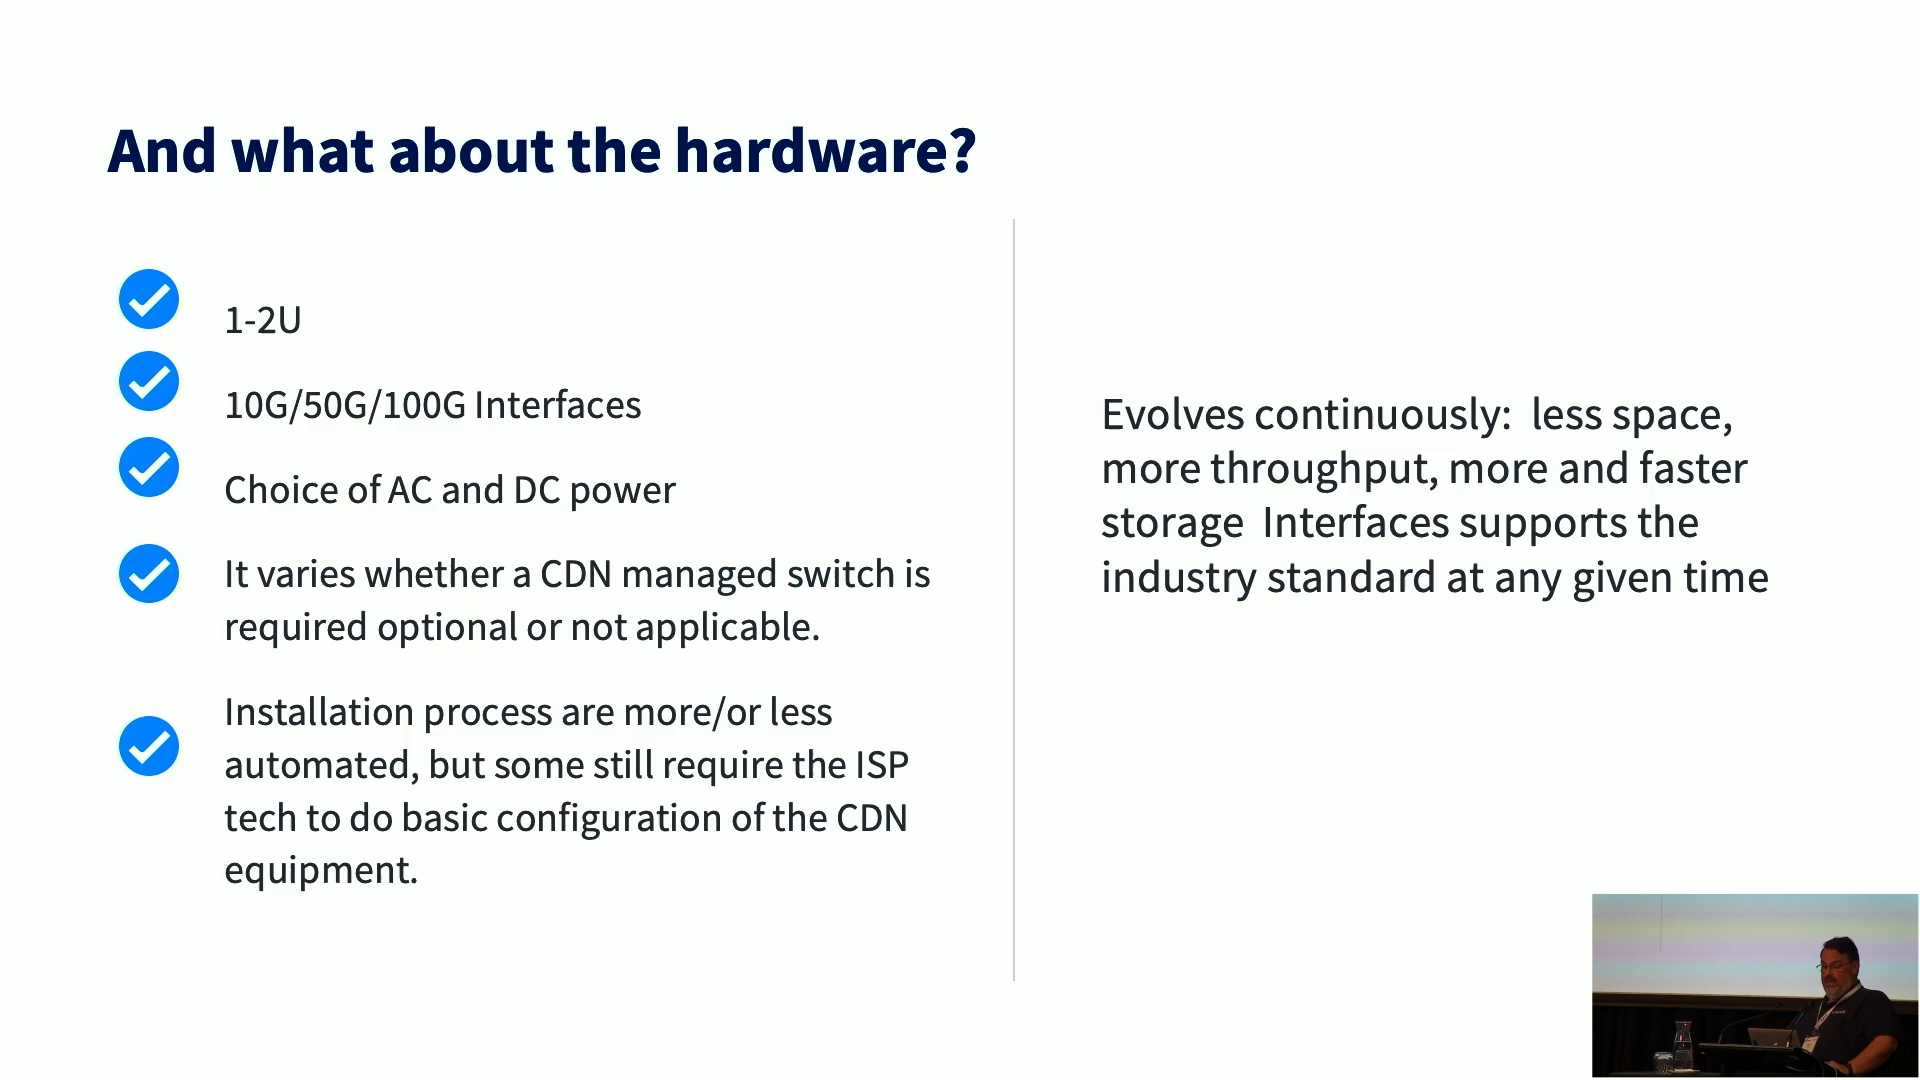 And what about the hardware?
1-2U
10G/50G/100G Interfaces
Choice of AC and DC power
It varies whether a CDN managed switch is
required optional or not applicable.
Installation process are more/or less
automated, but some still require the ISP
tech to do basic configuration of the CDN
equipment.
Evolves continuously:  less space,
more throughput, more and faster
storage  Interfaces supports the
industry standard at any given time